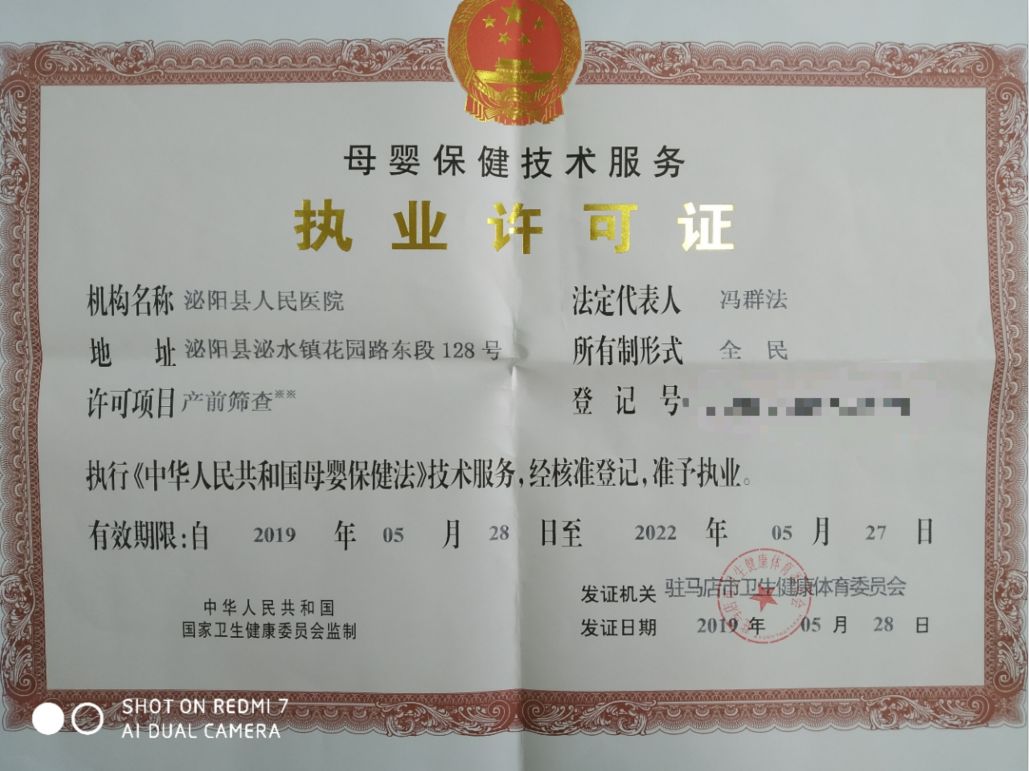 母婴保健技术服务
执业许可证
机构名称 泌阳县人民医院 法定代表人 冯群法
地 址 泌阳县泌水镇花园路东段 128 号 所有制形式 全 民
许可项目 产前筛查※※ 登 记 号
执行《中华人民共和国母婴保健法》技术服务,经核准登记,准予执业。
有效期限:自 2019 年 05 月 28 日至 2022 年 05 月 27 日
发证机关 驻马店市卫生健康体育委员会
中华人民共和国
国家卫生健康委员会监制
发证日期 2019 年 05 月 28 日
SHOT ON REDMI 7
AI DUAL CAMERA